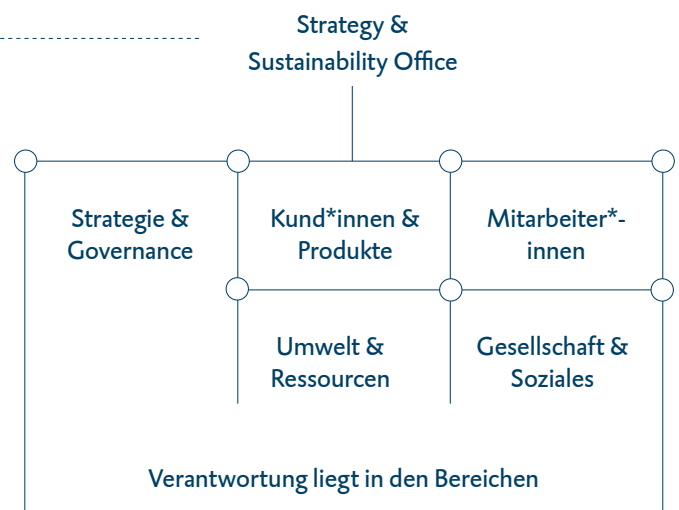 Strategy &
Sustainability Office
Strategie &
Governance
Kund*innen &
Produkte
Mitarbeiter*-
innen
Umwelt &
Ressourcen
Gesellschaft &
Soziales
Verantwortung liegt in den Bereichen